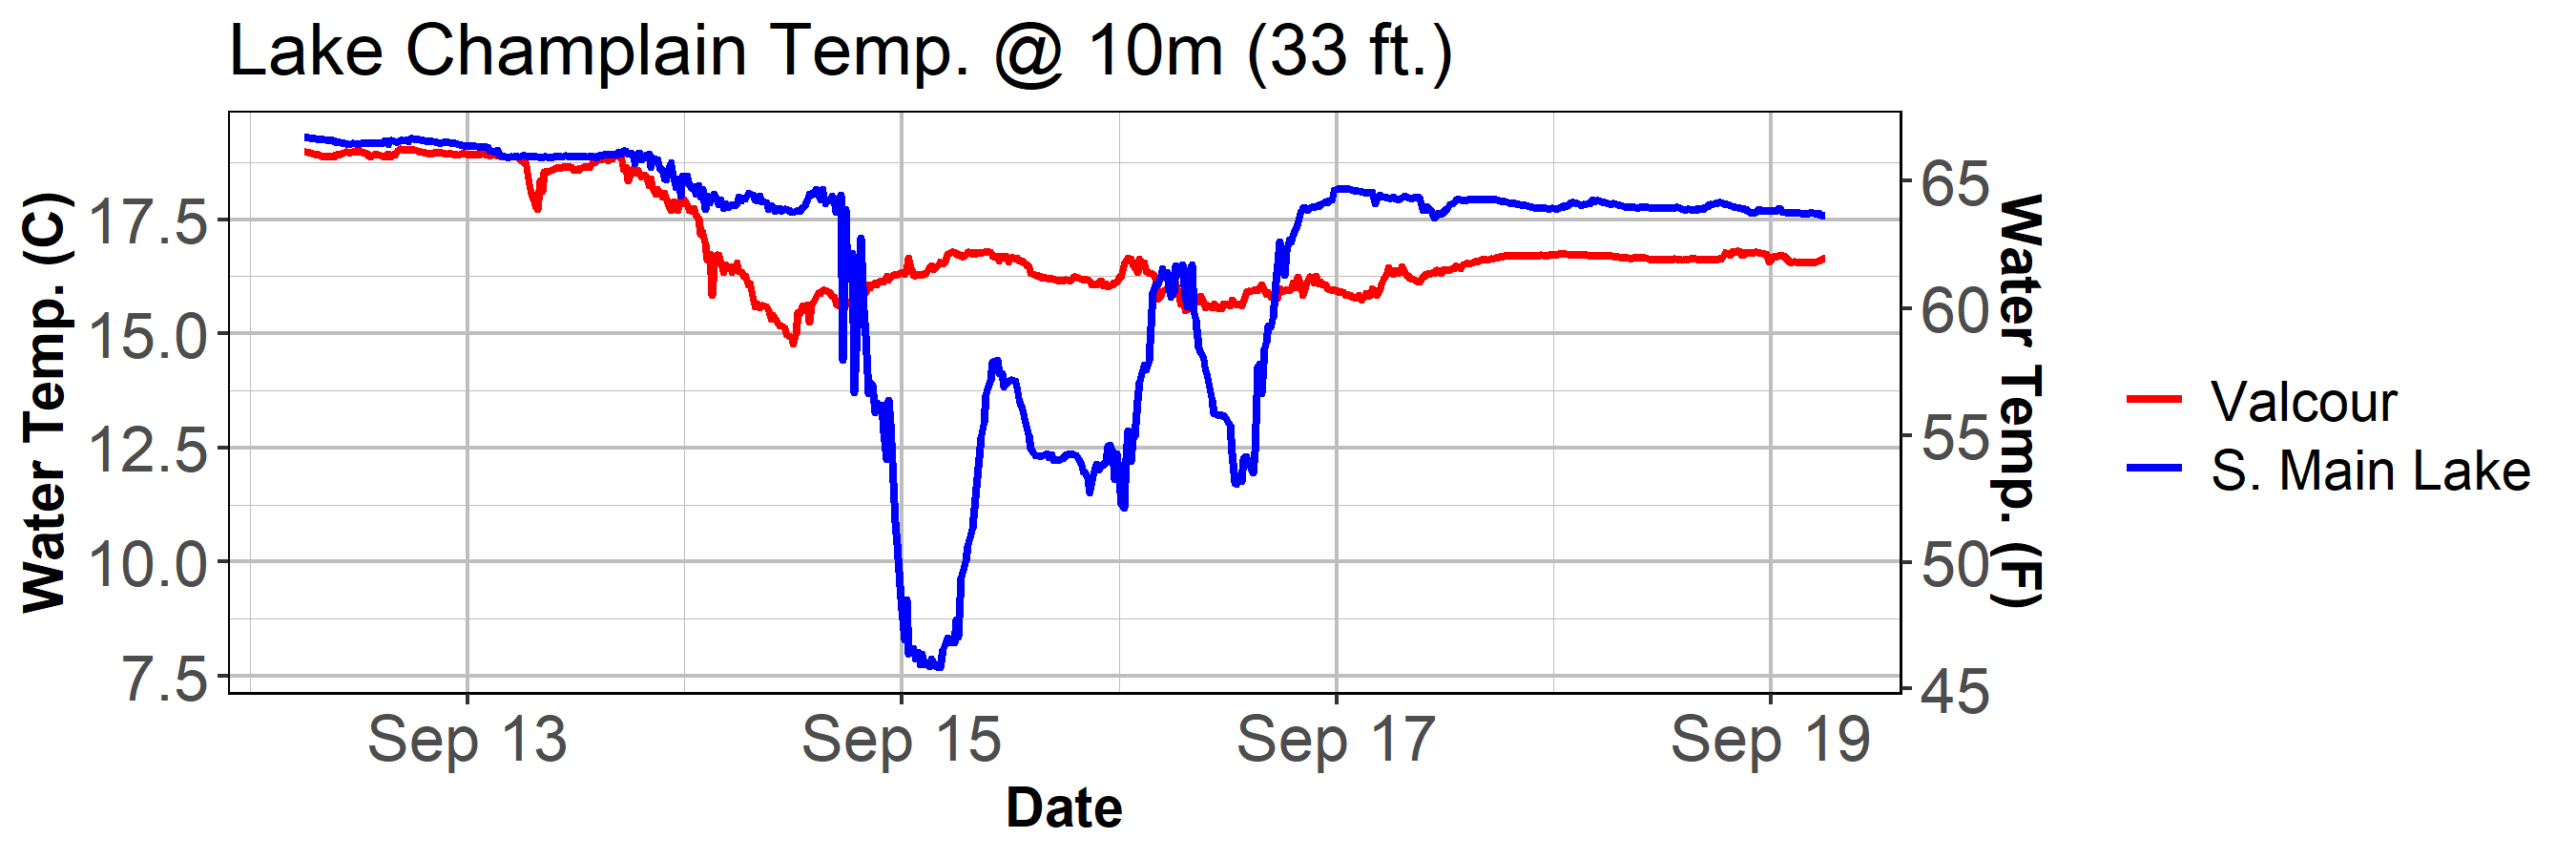 Lake Champlain Temp. @ 10m (33 ft.)
Water Temp. (C)
17.5
15.0
12.5
10.0
7.5
65
60
55
50
45
Water Temp. (F)
Sep 13
Sep 15
Sep 17
Sep 19
Date
Valcour
S. Main Lake